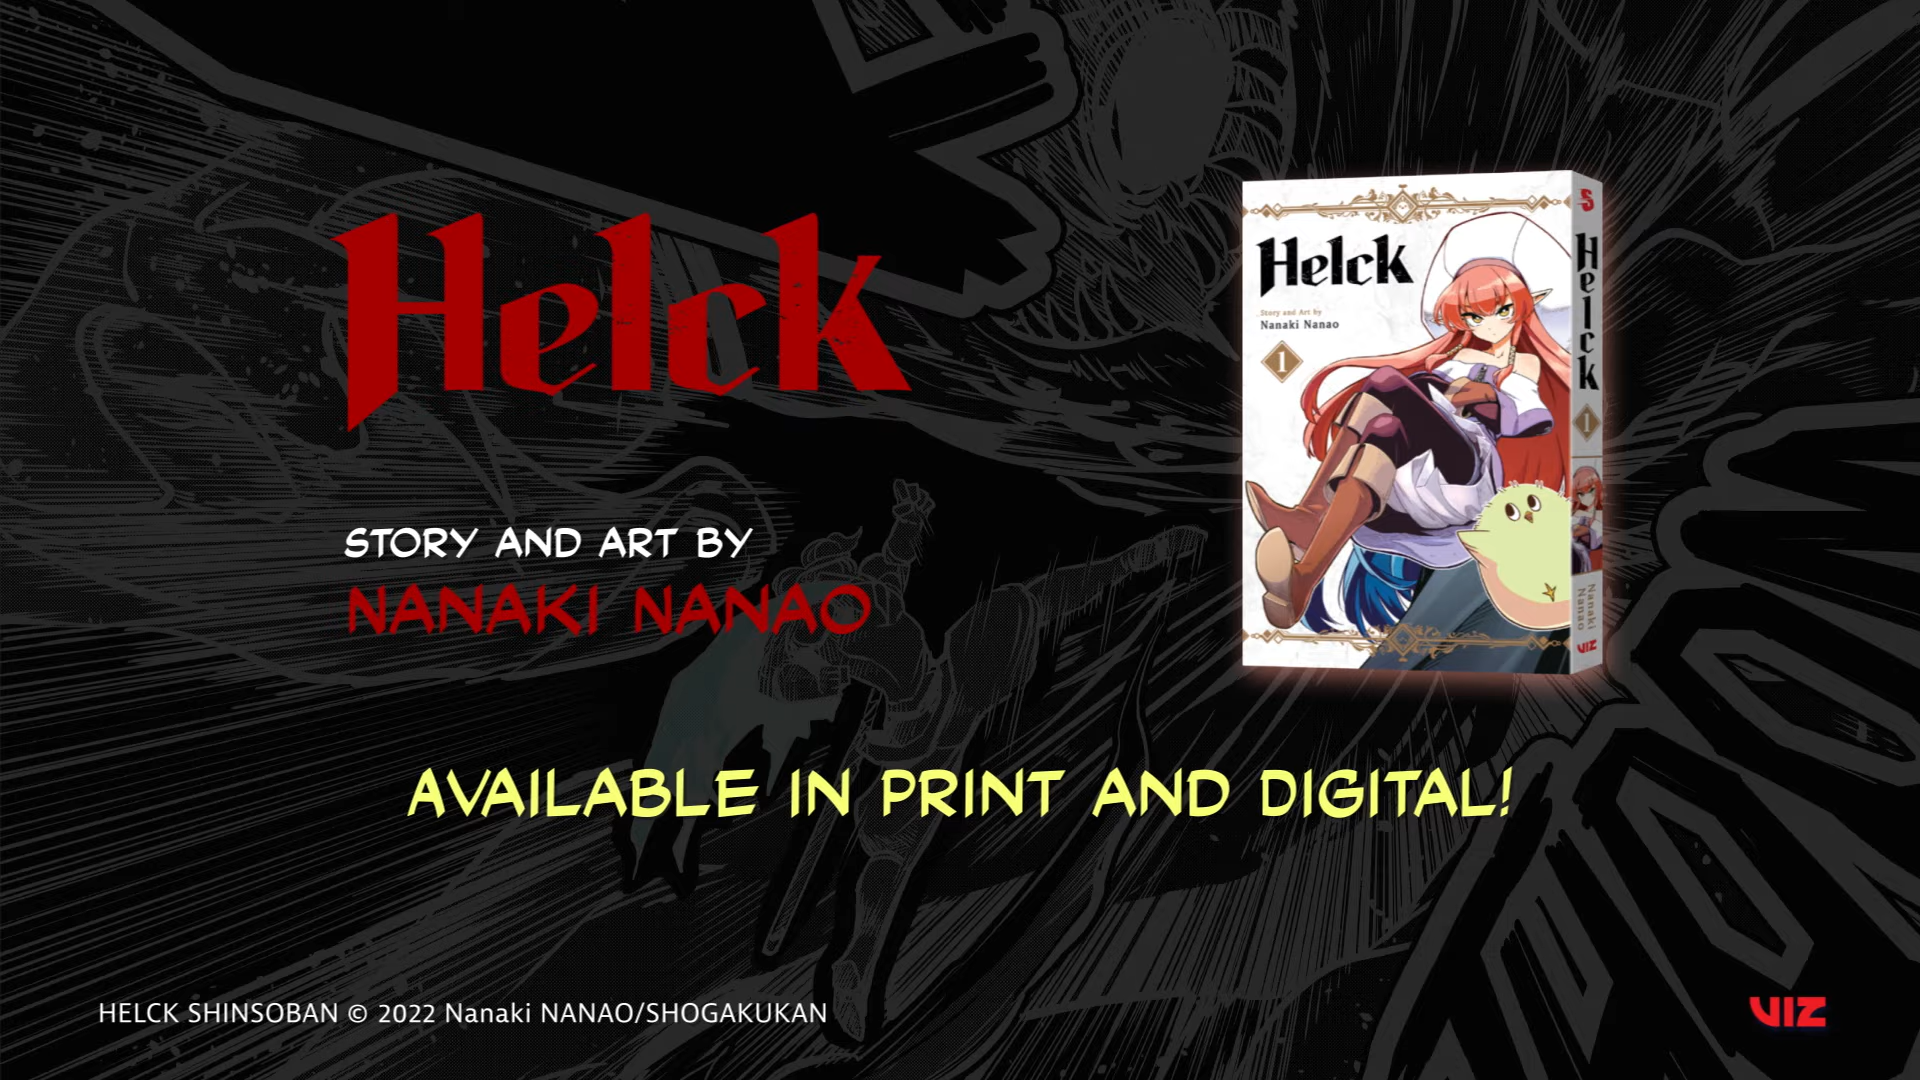 Helck
STORY AND ART BY
NANAKI NANAO
Helck
Story and Art by
Nanaki Nanao
1
S
Helck
1
Nanaki
Nanao
VIZ
AVAILABLE IN PRINT AND DIGITAL!
HELCK SHINSOBAN © 2022 Nanaki NANAO/SHOGAKUKAN
VIZ